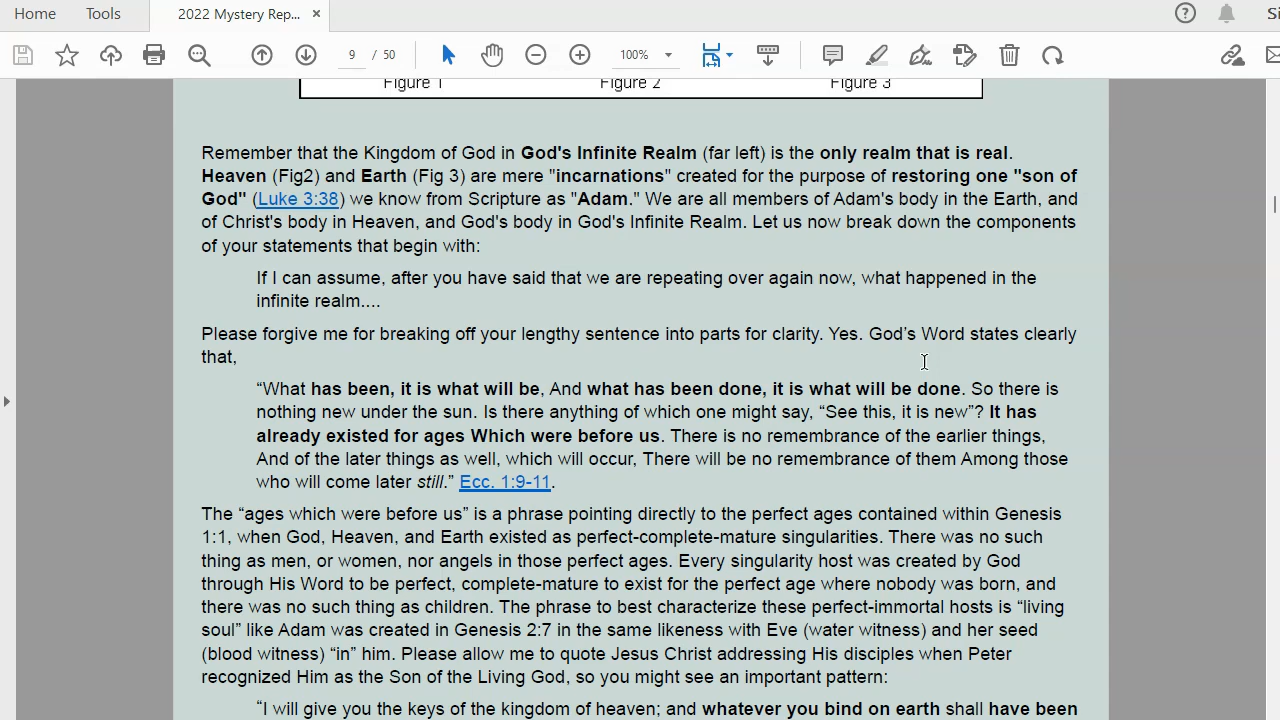 Home Tools 2022 Mystery Rep... ×
9 / 50 100%
Figure 1 Figure 2 Figure 3
Remember that the Kingdom of God in God's Infinite Realm (far left) is the only realm that is real.
Heaven (Fig2) and Earth (Fig 3) are mere "incarnations" created for the purpose of restoring one "son of
God" (Luke 3:38) we know from Scripture as "Adam." We are all members of Adam's body in the Earth, and
of Christ's body in Heaven, and God's body in God's Infinite Realm. Let us now break down the components
of your statements that begin with:
If I can assume, after you have said that we are repeating over again now, what happened in the
infinite realm....
Please forgive me for breaking off your lengthy sentence into parts for clarity. Yes. God’s Word states clearly
that,
“What has been, it is what will be, And what has been done, it is what will be done. So there is
nothing new under the sun. Is there anything of which one might say, “See this, it is new”? It has
already existed for ages Which were before us. There is no remembrance of the earlier things,
And of the later things as well, which will occur, There will be no remembrance of them Among those
who will come later still.” Ecc. 1:9-11.
The “ages which were before us” is a phrase pointing directly to the perfect ages contained within Genesis
1:1, when God, Heaven, and Earth existed as perfect-complete-mature singularities. There was no such
thing as men, or women, nor angels in those perfect ages. Every singularity host was created by God
through His Word to be perfect, complete-mature to exist for the perfect age where nobody was born, and
there was no such thing as children. The phrase to best characterize these perfect-immortal hosts is “living
soul” like Adam was created in Genesis 2:7 in the same likeness with Eve (water witness) and her seed
(blood witness) “in” him. Please allow me to quote Jesus Christ addressing His disciples when Peter
recognized Him as the Son of the Living God, so you might see an important pattern:
“I will give you the keys of the kingdom of heaven; and whatever you bind on earth shall have been